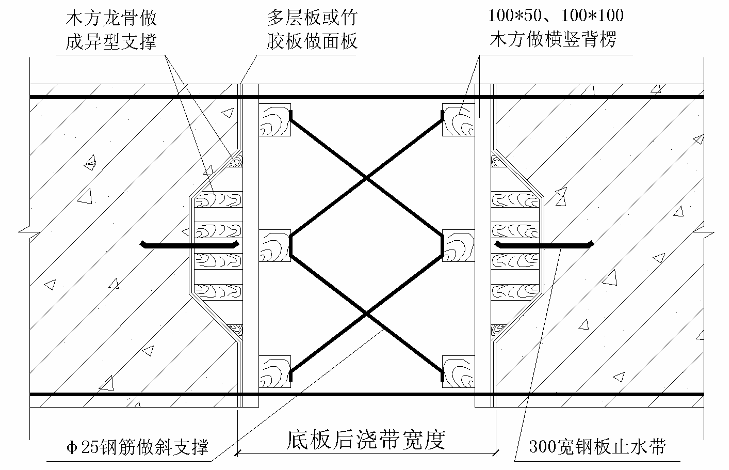 木方龙骨做
成异型支撑
多层板或竹
胶板做面板
100*50、100*100
木方做横竖背楞
Φ25钢筋做斜支撑
底板后浇带宽度
300宽钢板止水带